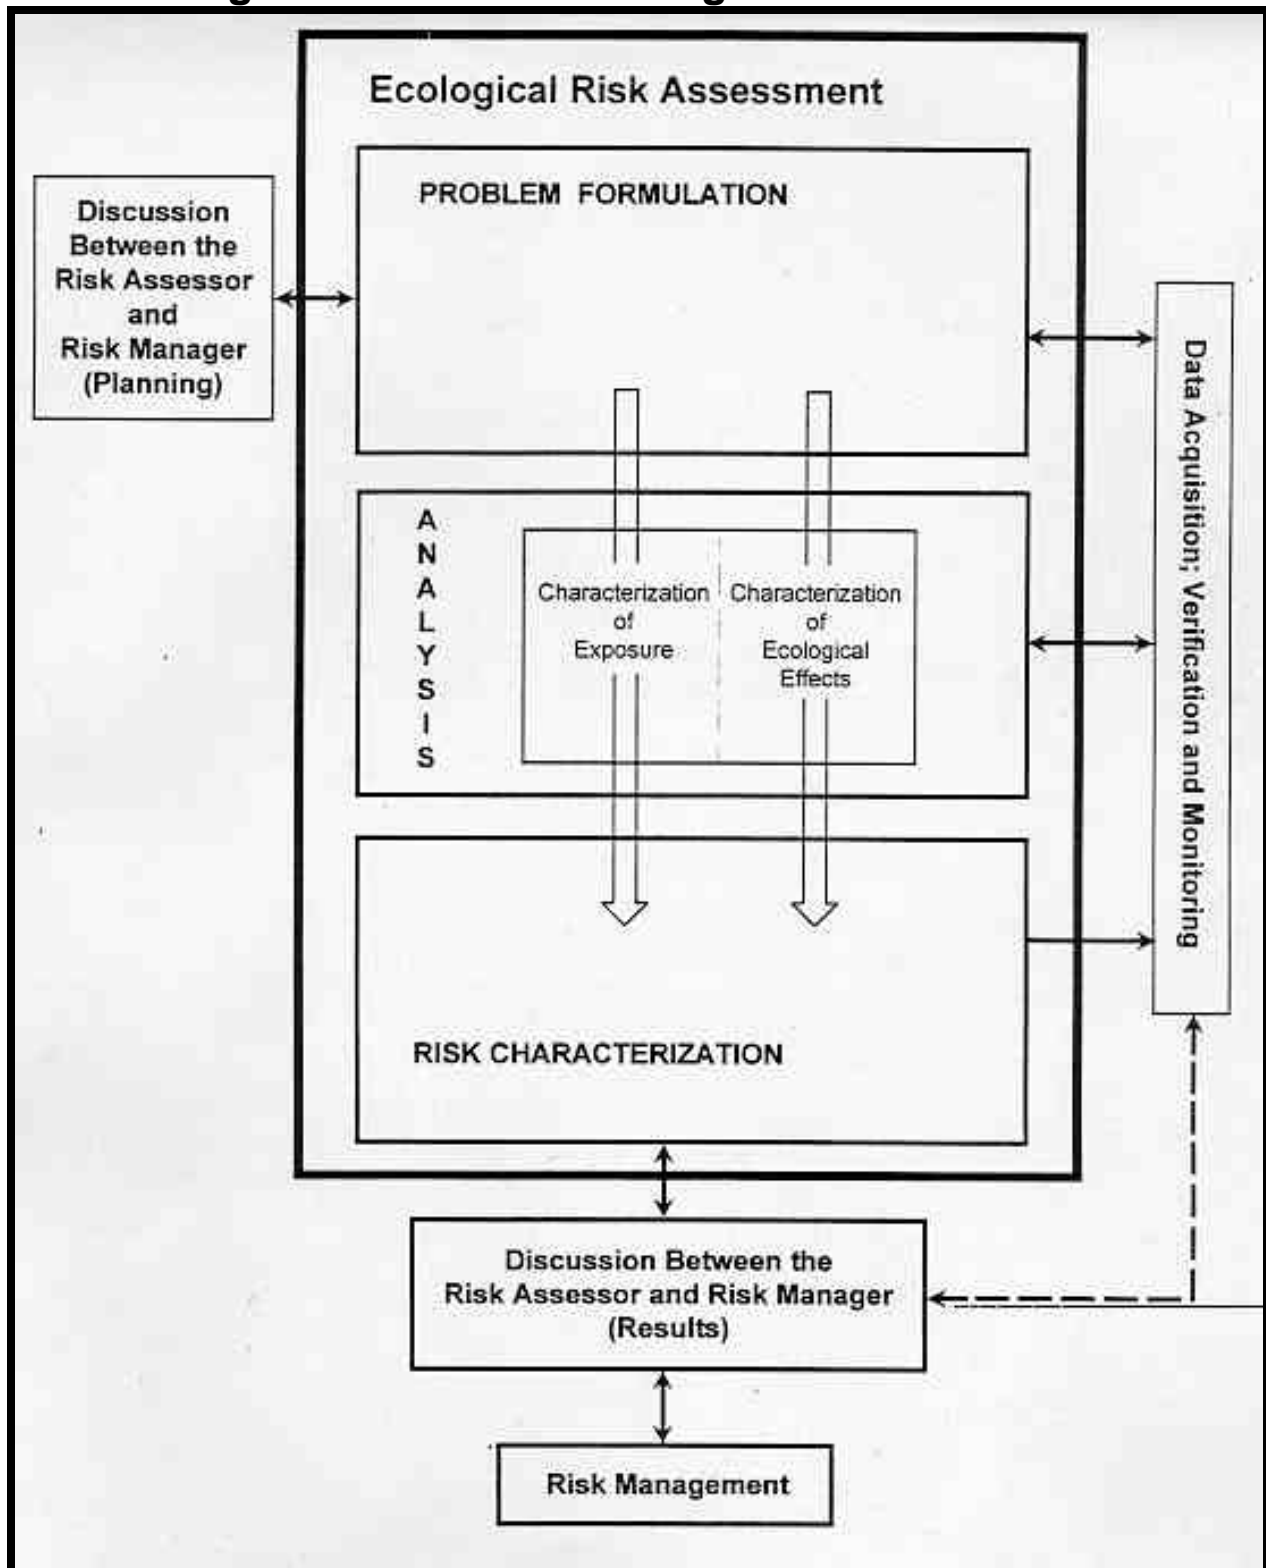 Ecological Risk Assessment
PROBLEM FORMULATION
Discussion
Between the
Risk Assessor
and
Risk Manager
(Planning)
Data Acquisition; Verification and Monitoring
ANALYSIS
Characterization
of
Exposure
Characterization
of
Ecological
Effects
RISK CHARACTERIZATION
Discussion Between the
Risk Assessor and Risk Manager
(Results)
Risk Management